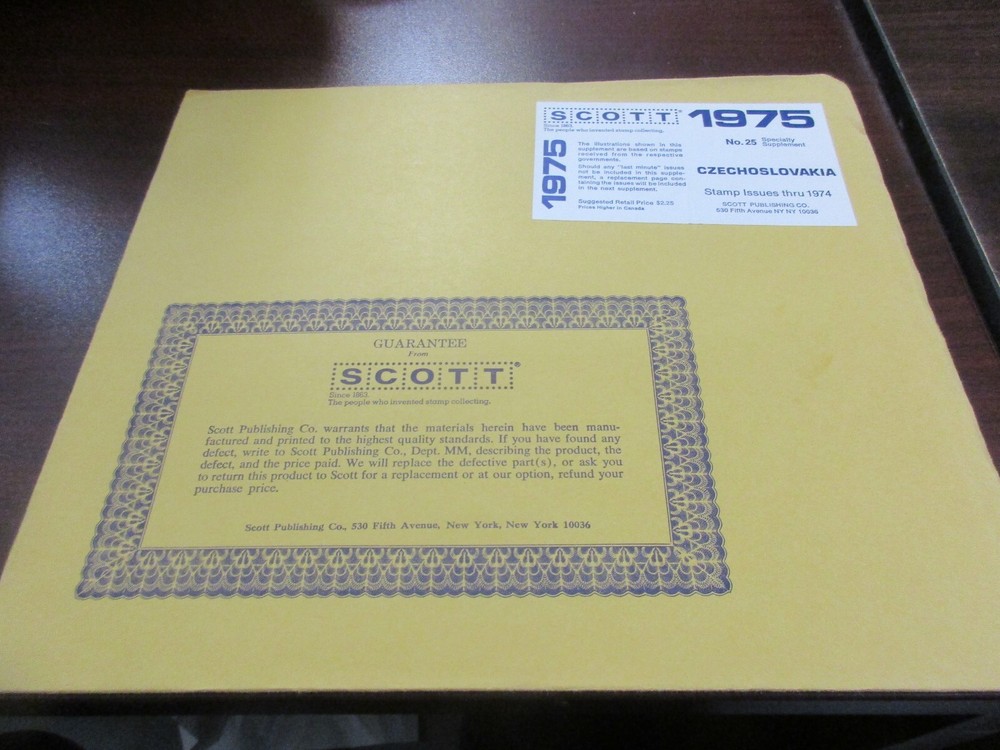 SCOTT®
Since 1863.
The people who invented stamp collecting.
1975
The illustrations shown in this
supplement are based on stamps
received from the respective
governments.
Should any "last minute" issues
not be included in this supple-
ment, a replacement page con-
taining the issues will be included
in the next supplement.
Suggested Retail Price $2.25
Prices Higher in Canada
1975
No. 25 Specialty
Supplement
CZECHOSLOVAKIA
Stamp Issues thru 1974
SCOTT PUBLISHING CO.
530 Fifth Avenue NY NY 10036
GUARANTEE
From
SCOTT®
Since 1863.
The people who invented stamp collecting.
Scott Publishing Co. warrants that the materials herein have been manu-
factured and printed to the highest quality standards. If you have found any
defect, write to Scott Publishing Co., Dept. MM, describing the product, the
defect, and the price paid. We will replace the defective part(s), or ask you
to return this product to Scott for a replacement or at our option, refund your
purchase price.
Scott Publishing Co., 530 Fifth Avenue, New York, New York 10036